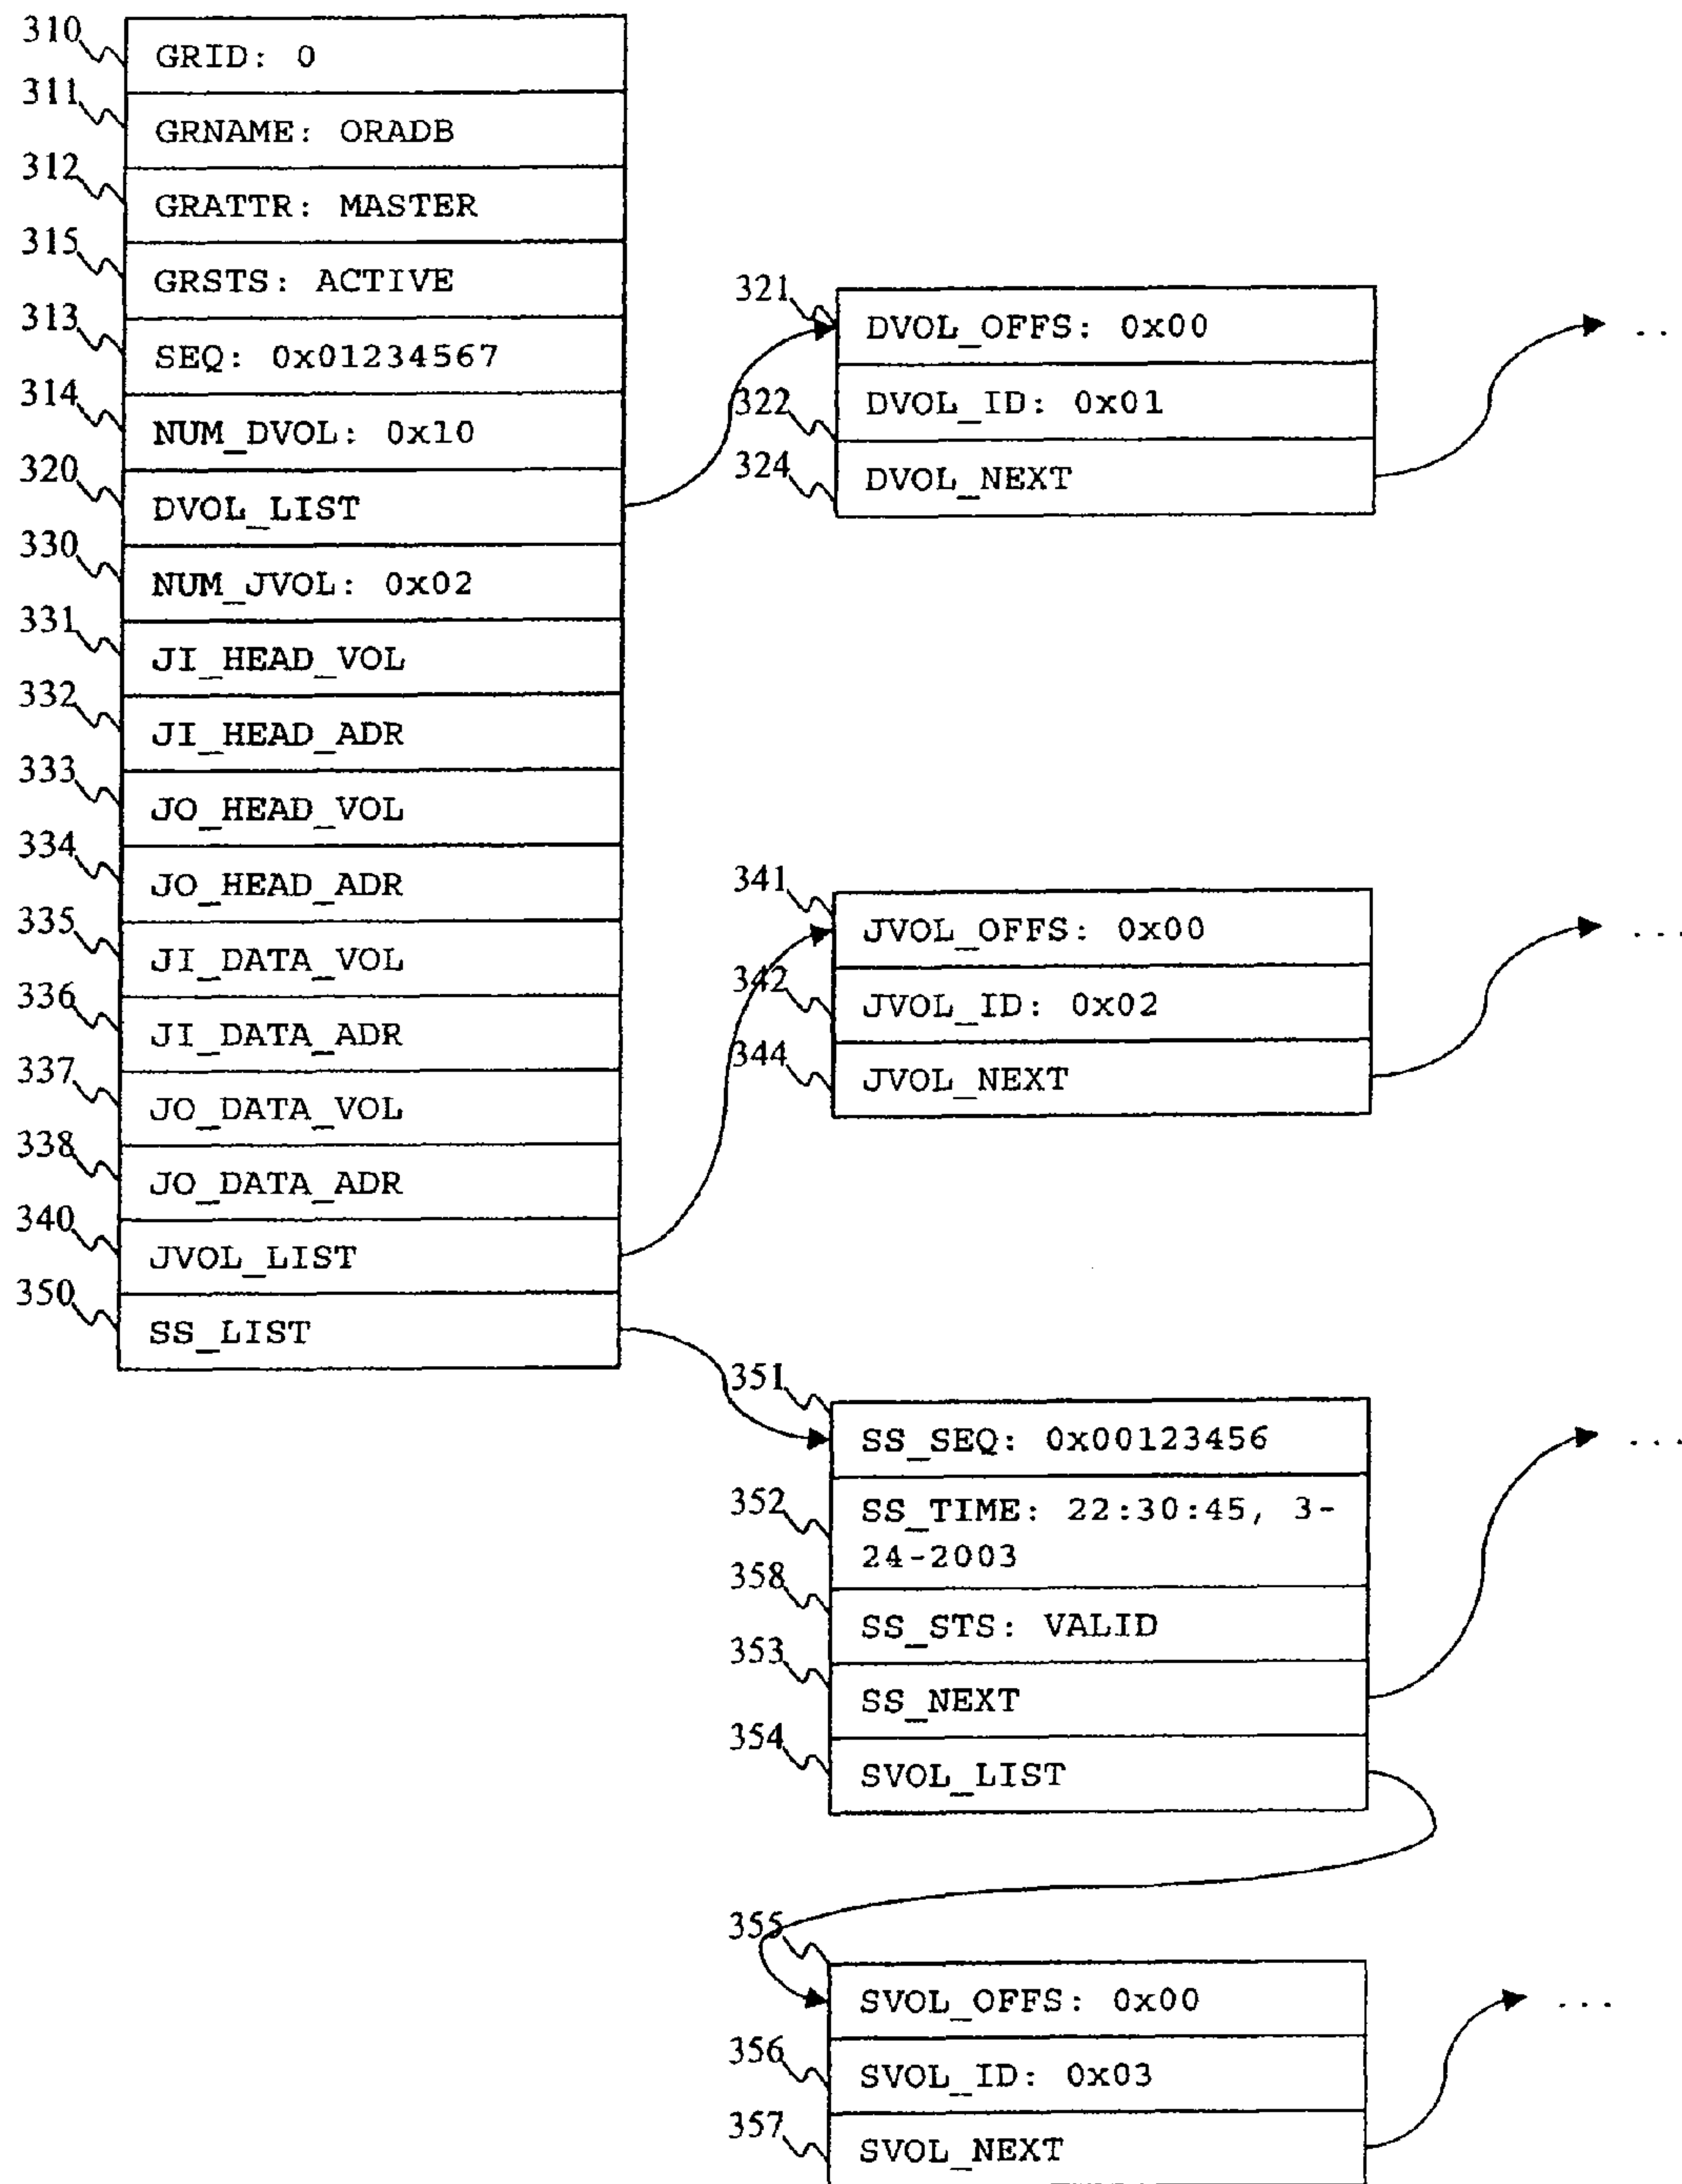 310
GRID: 0
311
GRNAME: ORADB
312
GRATTR: MASTER
315
GRSTS: ACTIVE
313
SEQ: 0x01234567
314
NUM_DVOL: 0x10
320
DVOL_LIST
330
NUM_JVOL: 0x02
331
JI_HEAD_VOL
332
JI_HEAD_ADR
333
JO_HEAD_VOL
334
JO_HEAD_ADR
335
JI_DATA_VOL
336
JI_DATA_ADR
337
JO_DATA_VOL
338
JO_DATA_ADR
340
JVOL_LIST
350
SS_LIST
321
DVOL_OFFS: 0x00
...
322
DVOL_ID: 0x01
324
DVOL_NEXT
341
JVOL_OFFS: 0x00
...
342
JVOL_ID: 0x02
344
JVOL_NEXT
351
SS_SEQ: 0x00123456
...
352
SS_TIME: 22:30:45, 3-
24-2003
358
SS_STS: VALID
353
SS_NEXT
354
SVOL_LIST
355
SVOL_OFFS: 0x00
...
356
SVOL_ID: 0x03
357
SVOL_NEXT